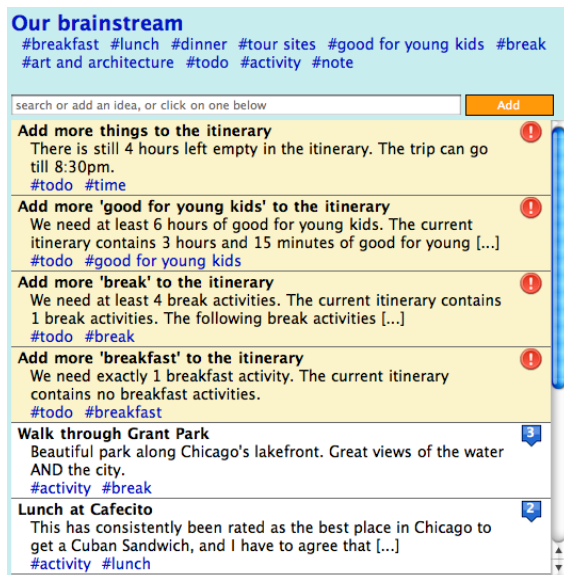 Our brainstream
#breakfast #lunch #dinner #tour sites #good for young kids #break
#art and architecture #todo #activity #note
search or add an idea, or click on one below
Add
Add more things to the itinerary
There is still 4 hours left empty in the itinerary. The trip can go
till 8:30pm.
#todo #time
Add more 'good for young kids' to the itinerary
We need at least 6 hours of good for young kids. The current
itinerary contains 3 hours and 15 minutes of good for young [...]
#todo #good for young kids
Add more 'break' to the itinerary
We need at least 4 break activities. The current itinerary contains
1 break activities. The following break activities [...]
#todo #break
Add more 'breakfast' to the itinerary
We need exactly 1 breakfast activity. The current itinerary
contains no breakfast activities.
#todo #breakfast
Walk through Grant Park
3
Beautiful park along Chicago's lakefront. Great views of the water
AND the city.
#activity #break
Lunch at Cafecito
2
This has consistently been rated as the best place in Chicago to
get a Cuban Sandwich, and I have to agree that [...]
#activity #lunch